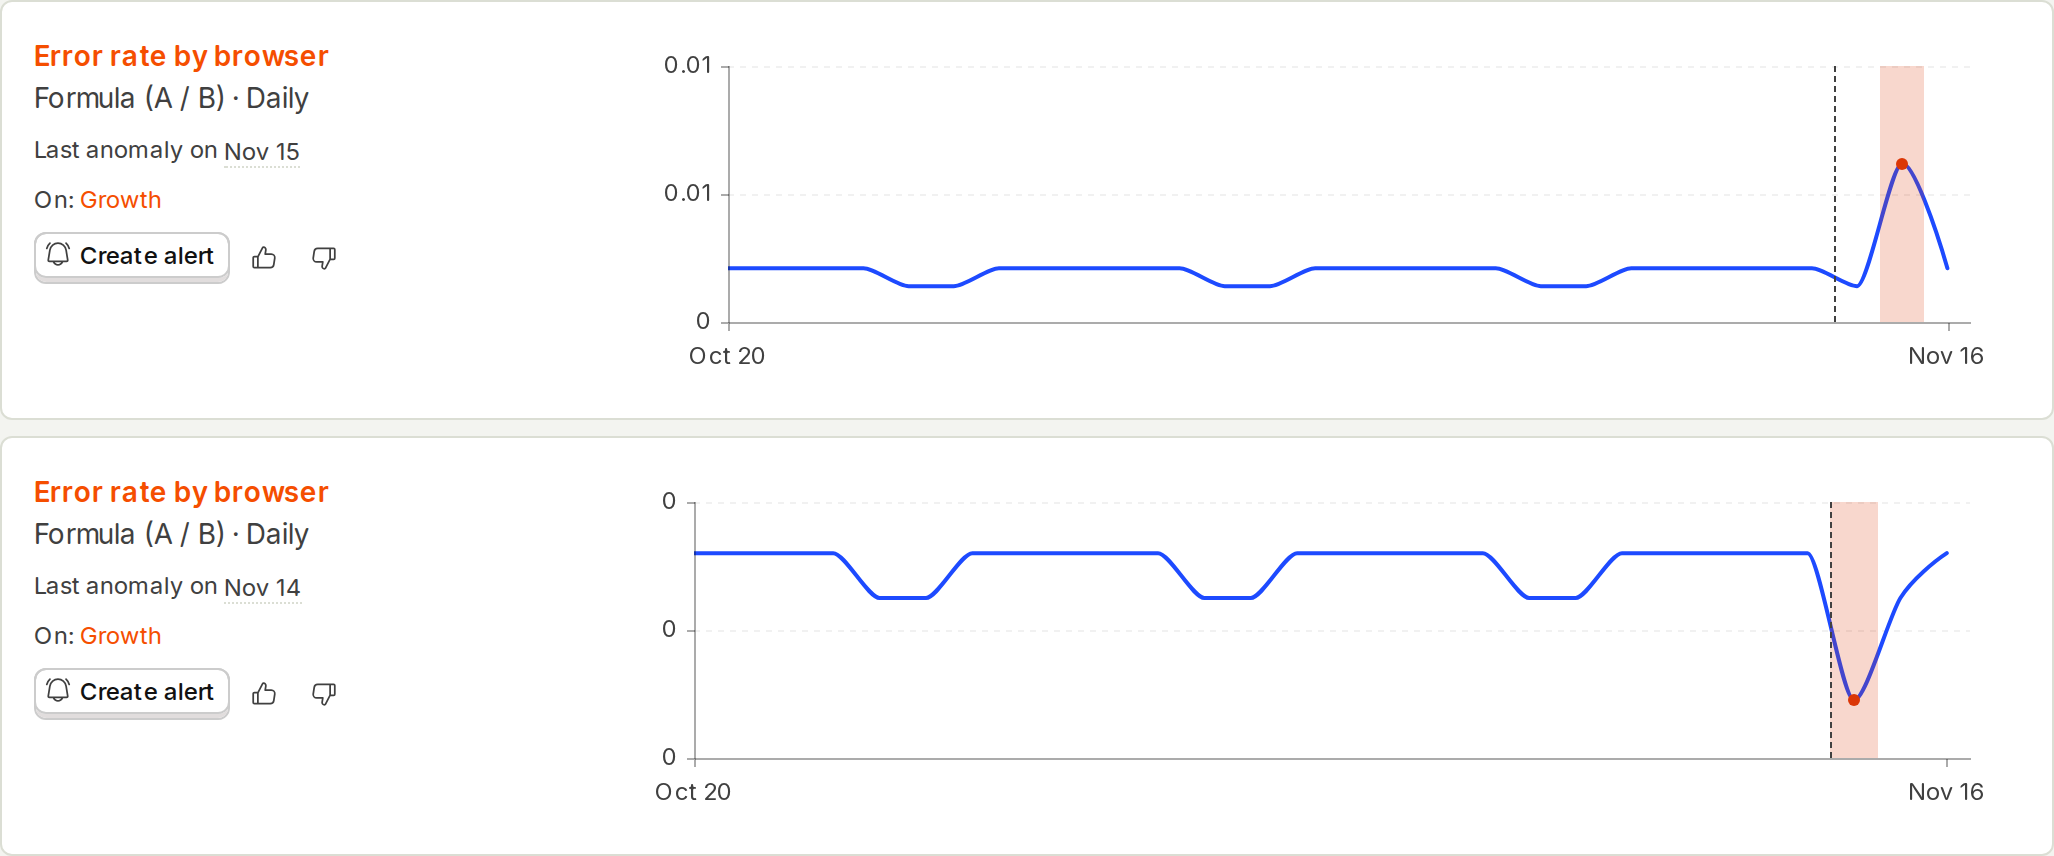 Error rate by browser
Formula (A / B) · Daily
Last anomaly on Nov 15
On: Growth
Create alert
0.01
0.01
0
Oct 20
Nov 16
Error rate by browser
Formula (A / B) · Daily
Last anomaly on Nov 14
On: Growth
Create alert
0
0
0
Oct 20
Nov 16